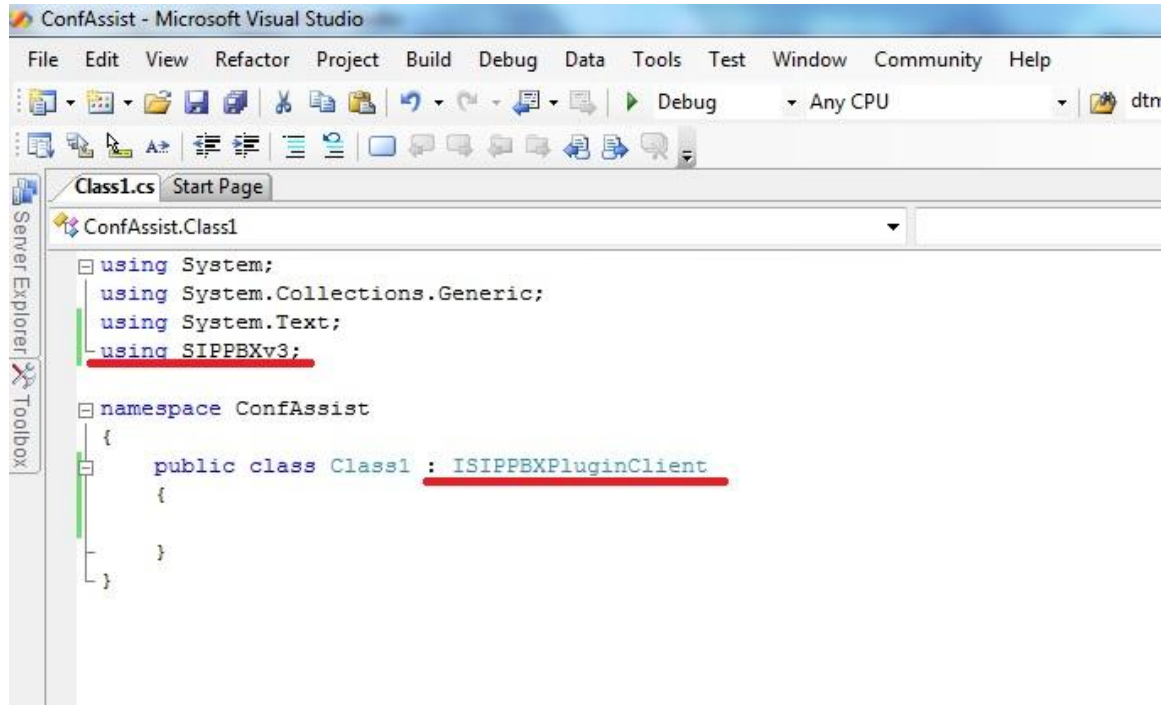 ConfAssist - Microsoft Visual Studio
File Edit View Refactor Project Build Debug Data Tools Test Window Community Help
Debug Any CPU dtm
Class1.cs Start Page
ConfAssist.Class1
Server Explorer
Toolbox
using System;
using System.Collections.Generic;
using System.Text;
using SIPPBXv3;
namespace ConfAssist
{
public class Class1 : ISIPPBXPluginClient
{
}
}